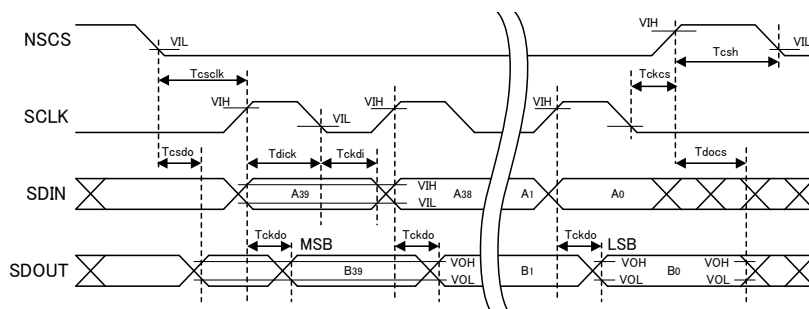 NSCS VIL VIH VIL
Tcsclk Tckcs Tcsh
SCLK VIH VIL VIH VIH
Tcsdo Tdick Tckdi Tdocs
SDIN A39 VIH VIL A38 A1 A0
Tckdo MSB Tckdo Tckdo LSB
SDOUT B39 VOH VOL B1 VOH VOL B0 VOH VOL